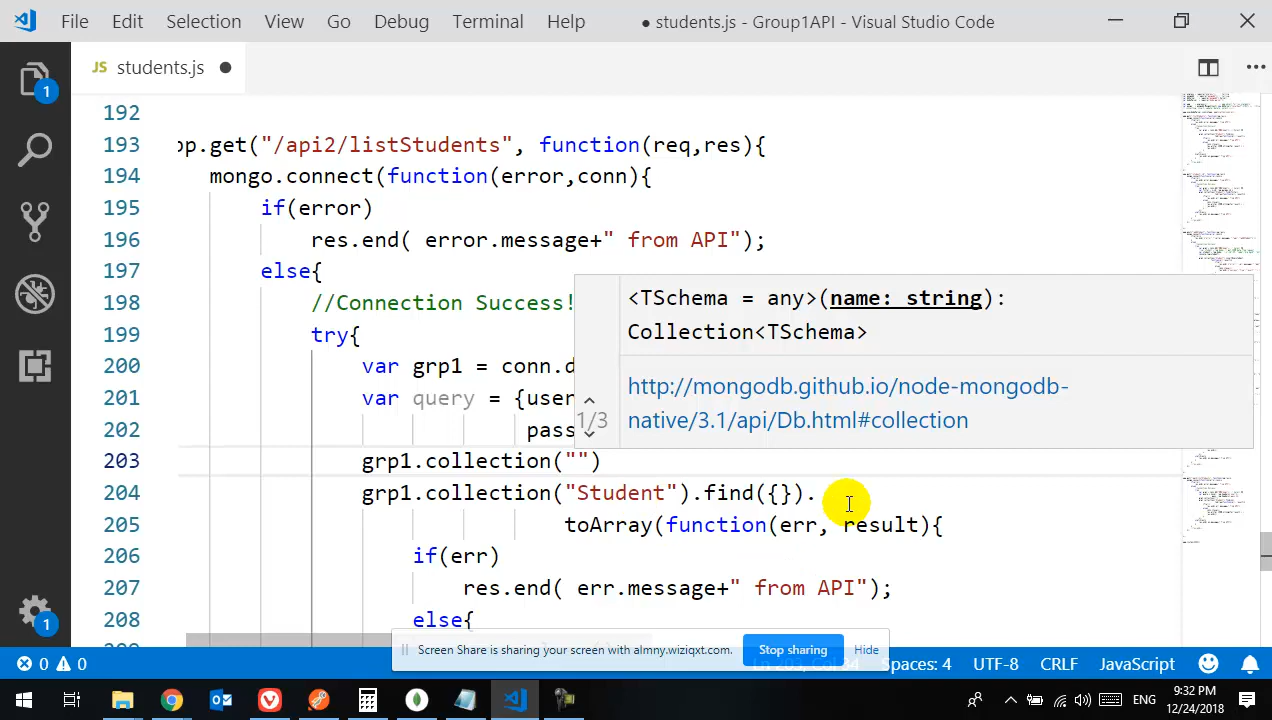 File Edit Selection View Go Debug Terminal Help ● students.js - Group1API - Visual Studio Code
JS students.js ●
1
192
193 pp.get("/api2/listStudents", function(req,res){
194 mongo.connect(function(error,conn){
195 if(error)
196 res.end( error.message+" from API");
197 else{
198 //Connection Success!
199 try{
200 var grp1 = conn.d
201 var query = {user
202 pass
203 grp1.collection("")
204 grp1.collection("Student").find({}).
205 toArray(function(err, result){
206 if(err)
207 res.end( err.message+" from API");
208 else{
<TSchema = any>(name: string):
Collection<TSchema>
1/3
http://mongodb.github.io/node-mongodb-
native/3.1/api/Db.html#collection
1
Screen Share is sharing your screen with almny.wiziqxt.com. Stop sharing Hide
0 0 Spaces: 4 UTF-8 CRLF JavaScript
ENG 9:32 PM
12/24/2018